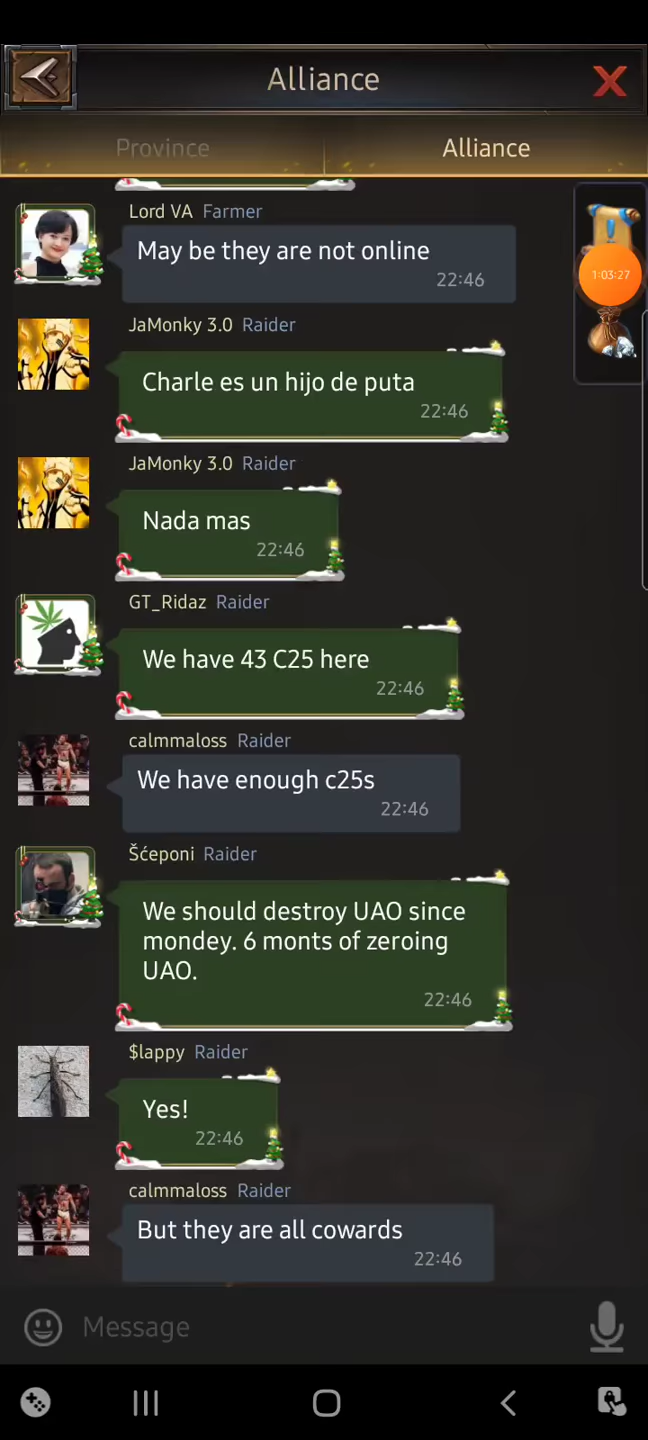 Alliance
Province
Alliance
Lord VA Farmer
May be they are not online
22:46
1:03:27
JaMonky 3.0 Raider
Charle es un hijo de puta
22:46
JaMonky 3.0 Raider
Nada mas
22:46
GT_Ridaz Raider
We have 43 C25 here
22:46
calmmaloss Raider
We have enough c25s
22:46
Šćeponi Raider
We should destroy UAO since
mondey. 6 monts of zeroing
UAO.
22:46
$lappy Raider
Yes!
22:46
calmmaloss Raider
But they are all cowards
22:46
Message